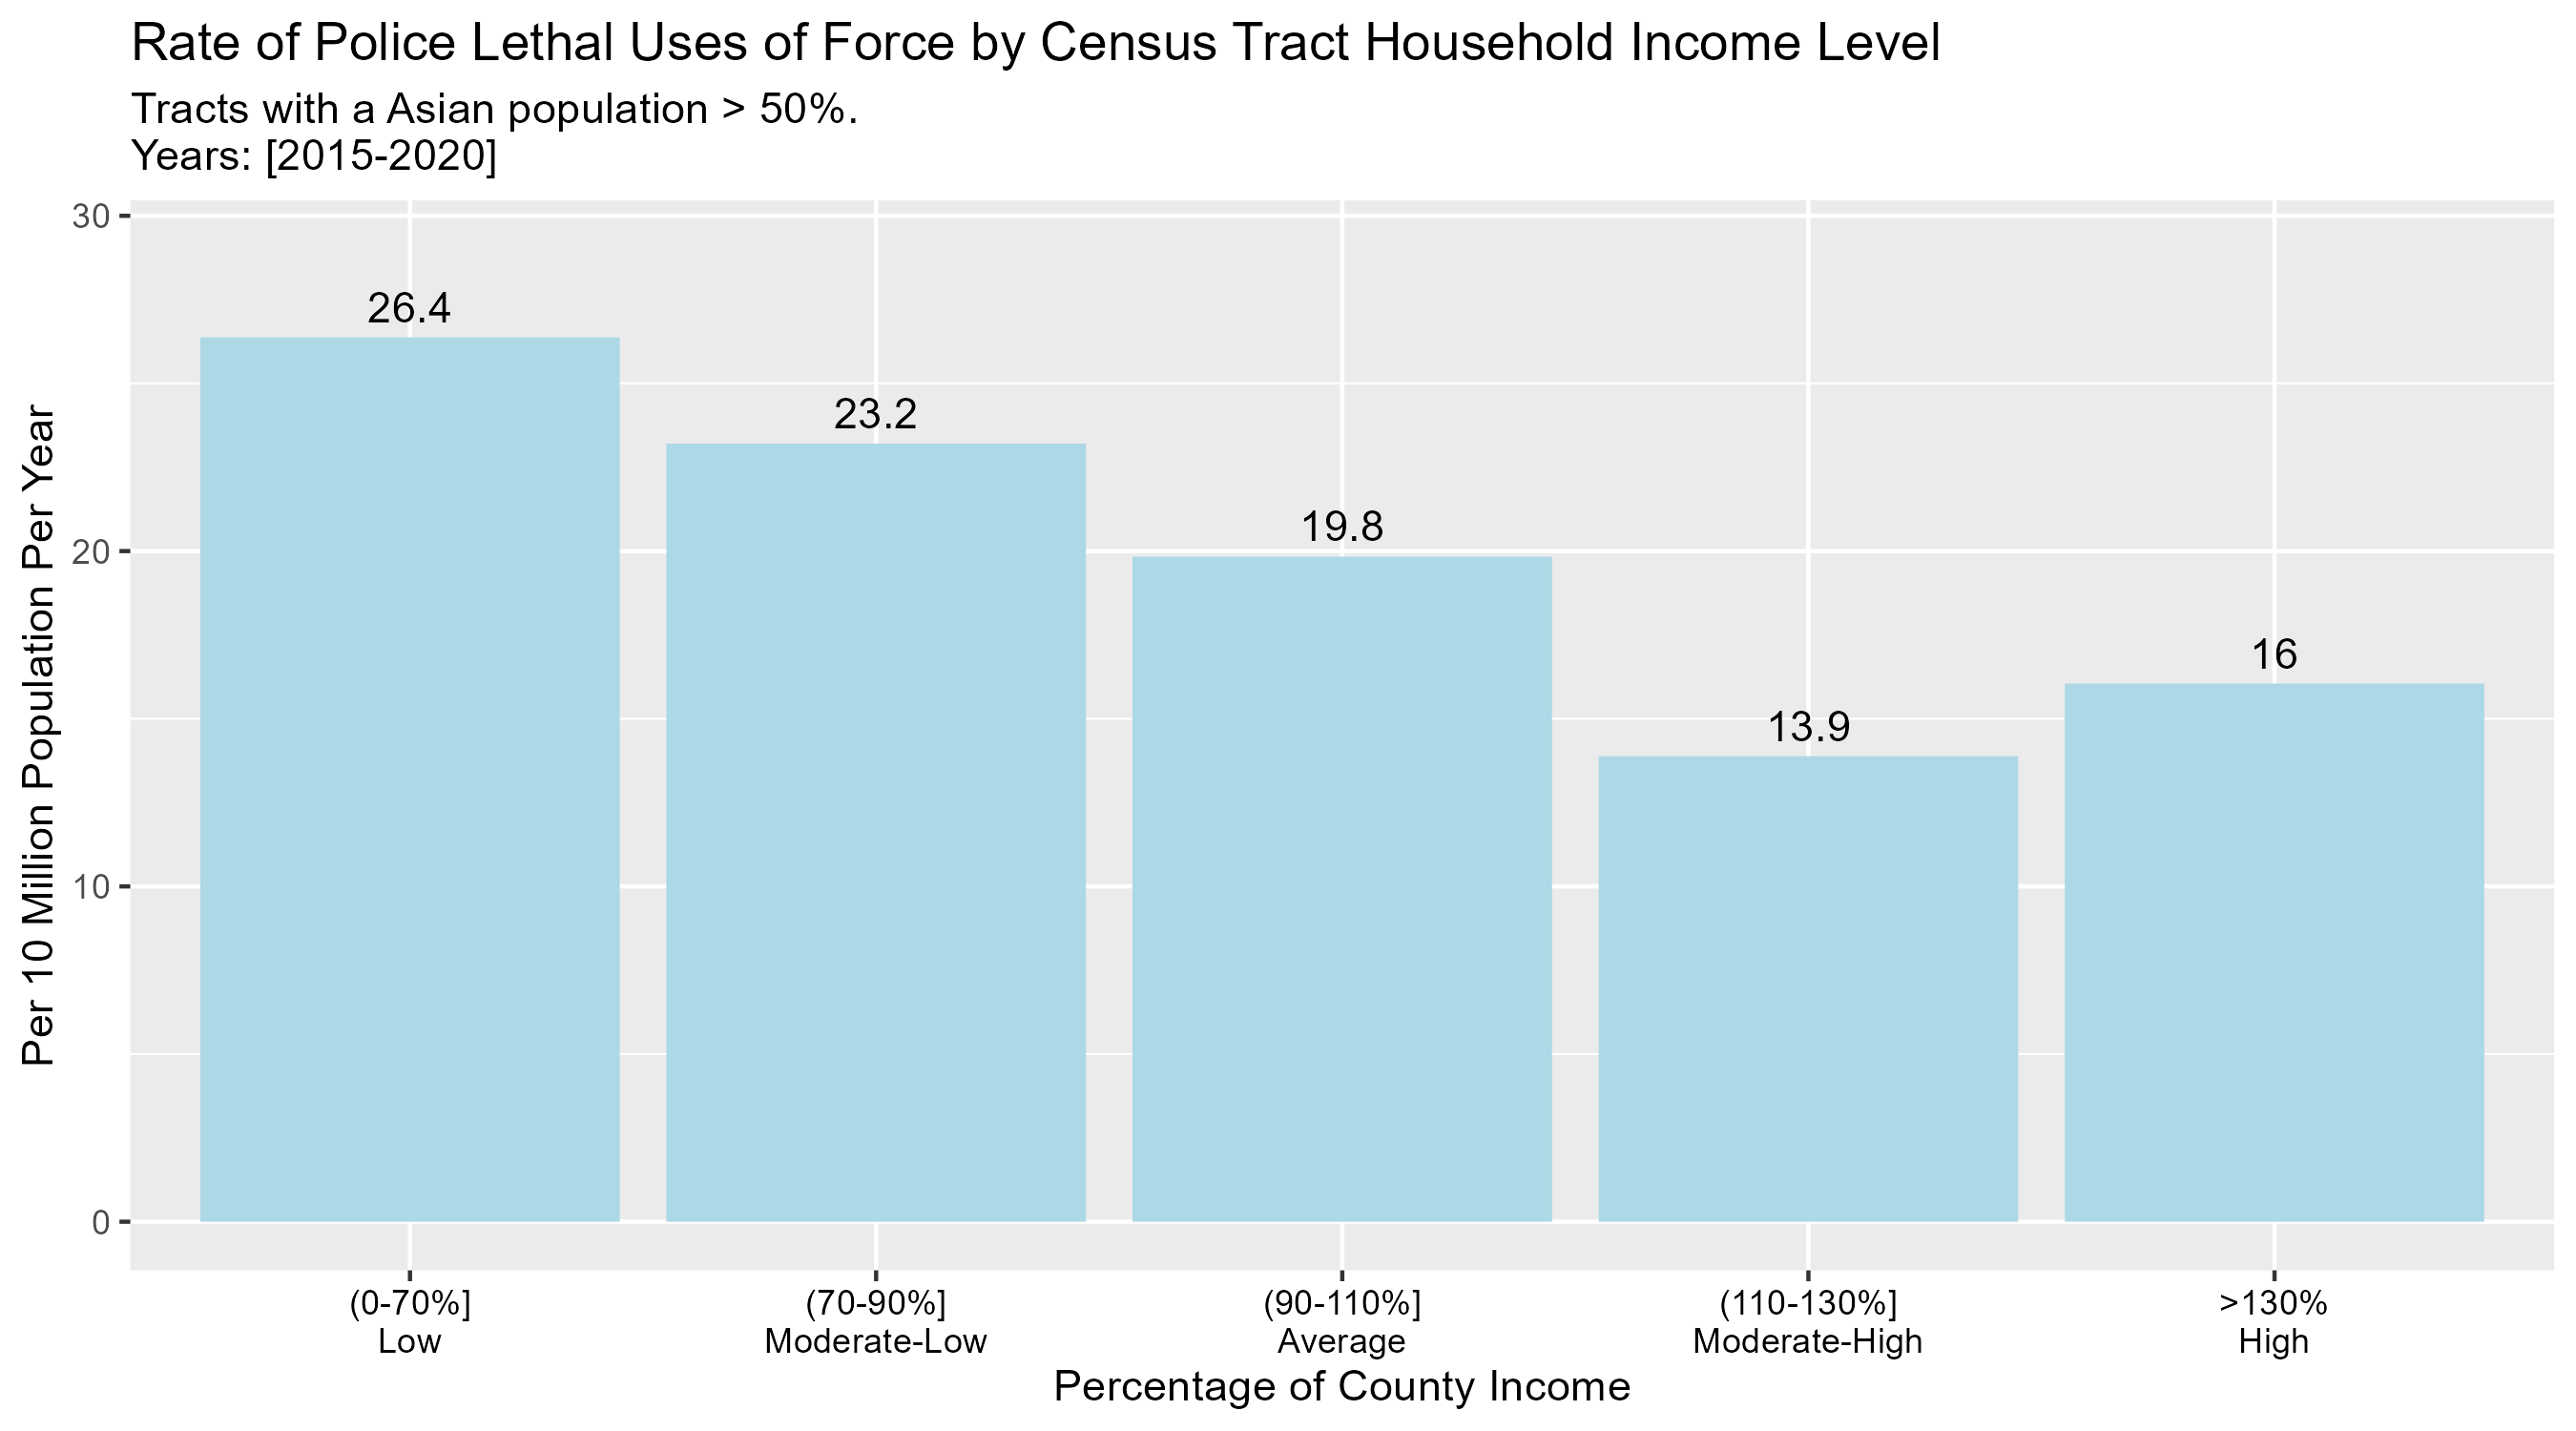 Rate of Police Lethal Uses of Force by Census Tract Household Income Level
Tracts with a Asian population > 50%.
Years: [2015-2020]
Per 10 Million Population Per Year
30
20
10
0
26.4
23.2
19.8
13.9
16
(0-70%]
Low
(70-90%]
Moderate-Low
(90-110%]
Average
(110-130%]
Moderate-High
>130%
High
Percentage of County Income